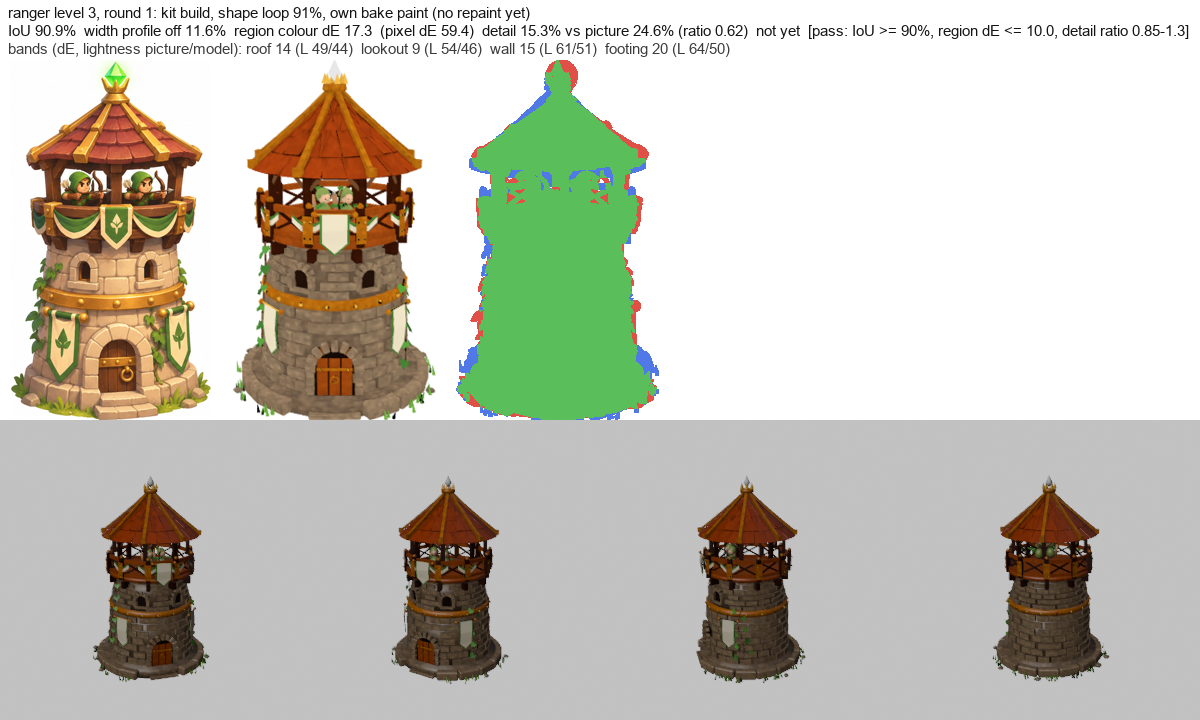 ranger level 3, round 1: kit build, shape loop 91%, own bake paint (no repaint yet)
IoU 90.9%  width profile off 11.6%  region colour dE 17.3  (pixel dE 59.4)  detail 15.3% vs picture 24.6% (ratio 0.62)  not yet  [pass: IoU >= 90%, region dE <= 10.0, detail ratio 0.85-1.3]
bands (dE, lightness picture/model): roof 14 (L 49/44)  lookout 9 (L 54/46)  wall 15 (L 61/51)  footing 20 (L 64/50)